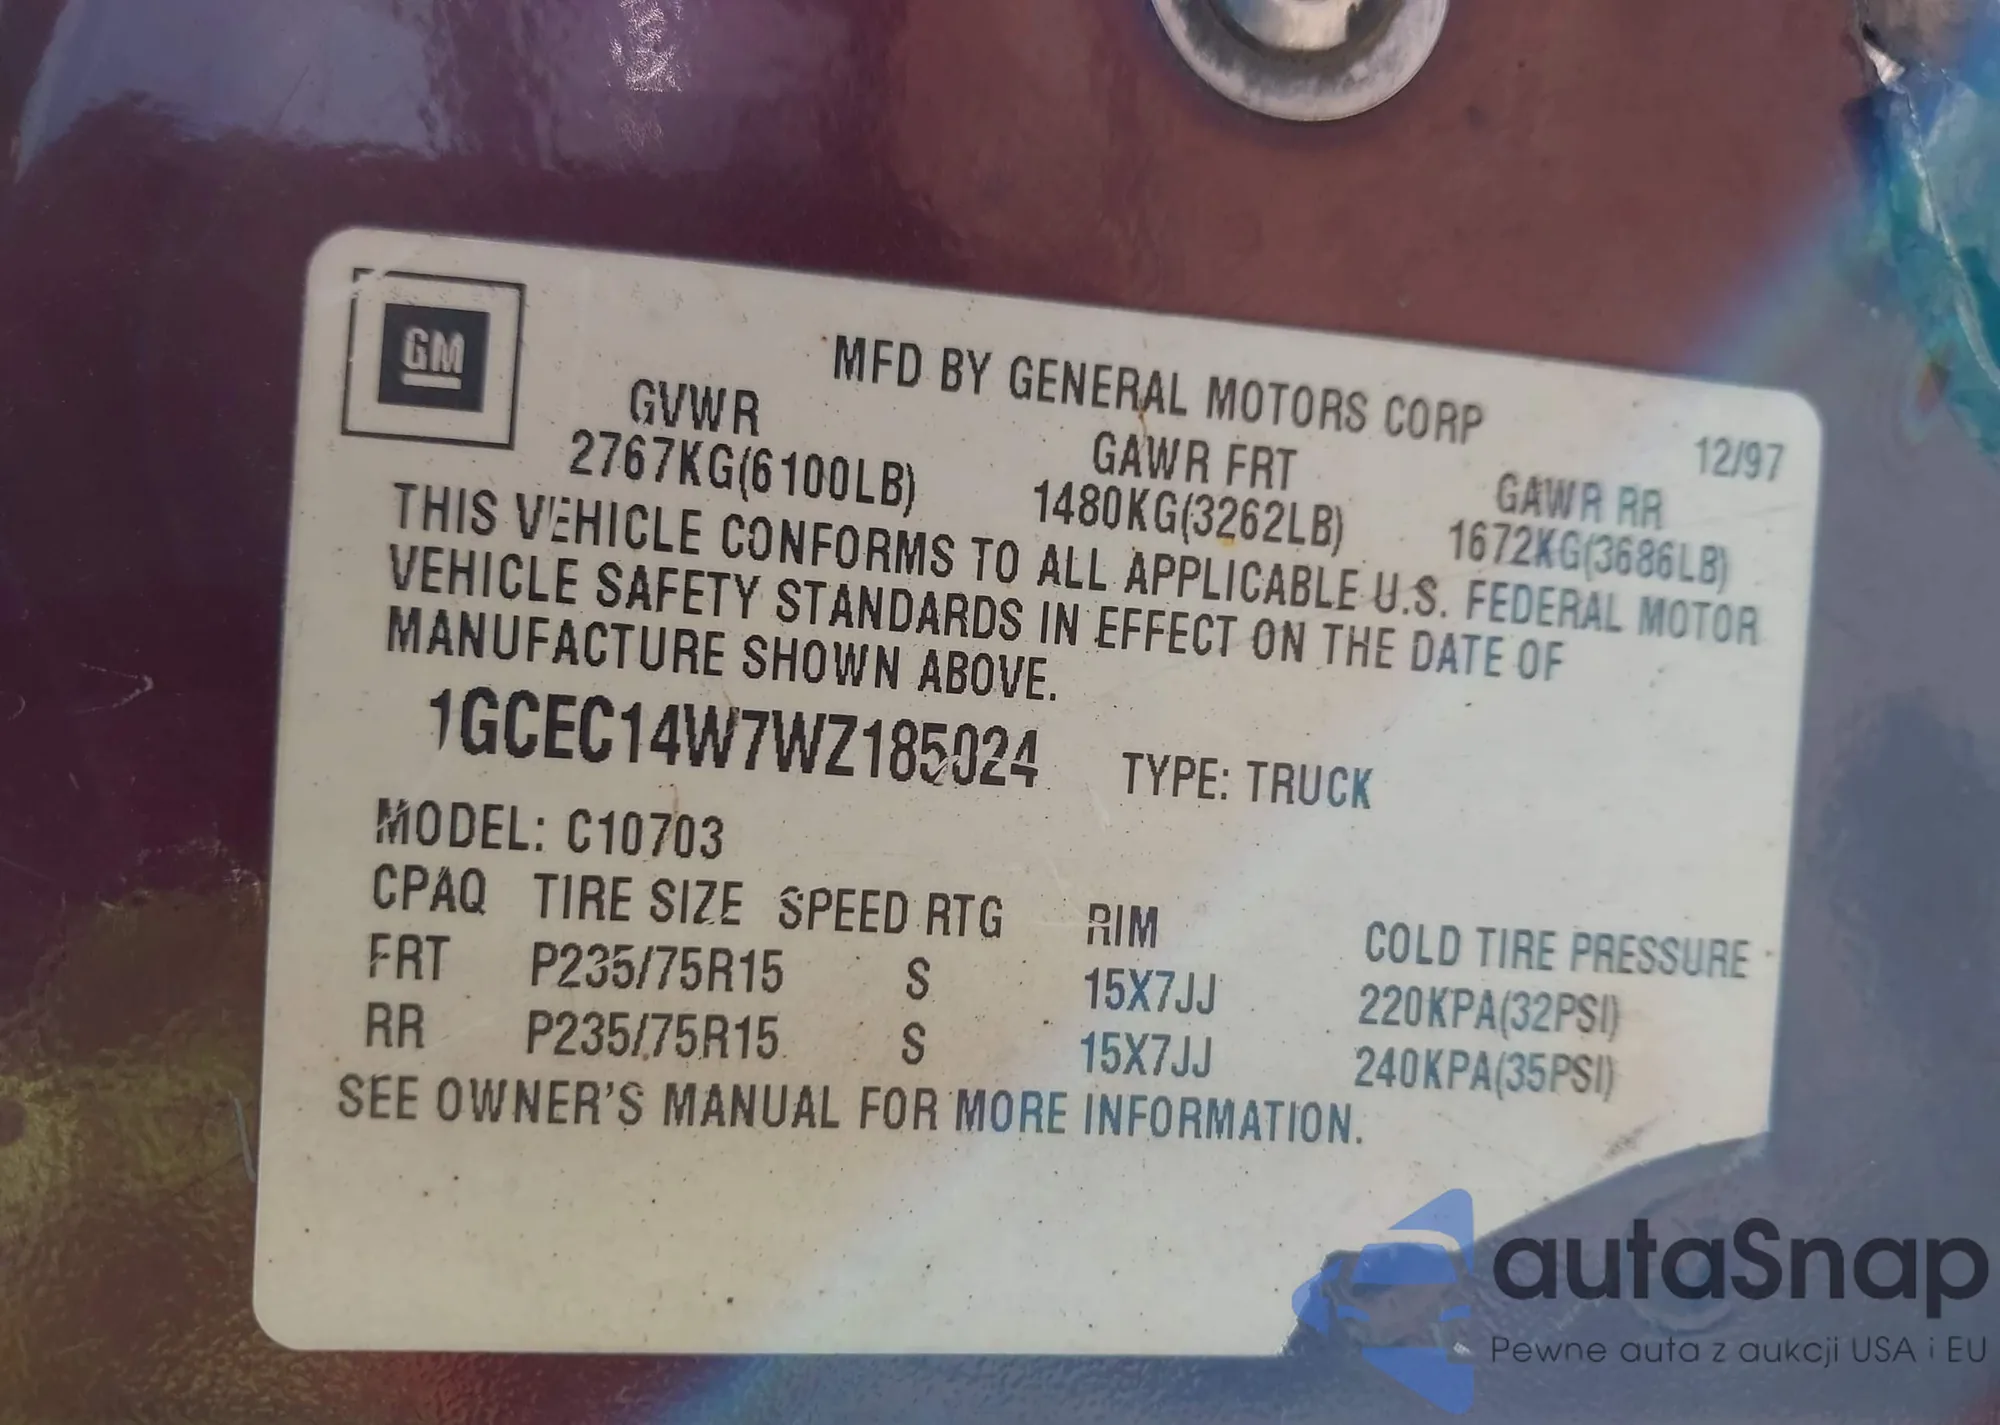 GM
MFD BY GENERAL MOTORS CORP
12/97
GVWR GAWR FRT GAWR RR
2767KG(6100LB) 1480KG(3262LB) 1672KG(3686LB)
THIS VEHICLE CONFORMS TO ALL APPLICABLE U.S. FEDERAL MOTOR
VEHICLE SAFETY STANDARDS IN EFFECT ON THE DATE OF
MANUFACTURE SHOWN ABOVE.
1GCEC14W7WZ185024 TYPE: TRUCK
MODEL: C10703
CPAQ TIRE SIZE SPEED RTG RIM COLD TIRE PRESSURE
FRT P235/75R15 S 15X7JJ 220KPA(32PSI)
RR P235/75R15 S 15X7JJ 240KPA(35PSI)
SEE OWNER'S MANUAL FOR MORE INFORMATION.
autaSnap
Pewne auta z aukcji USA i EU